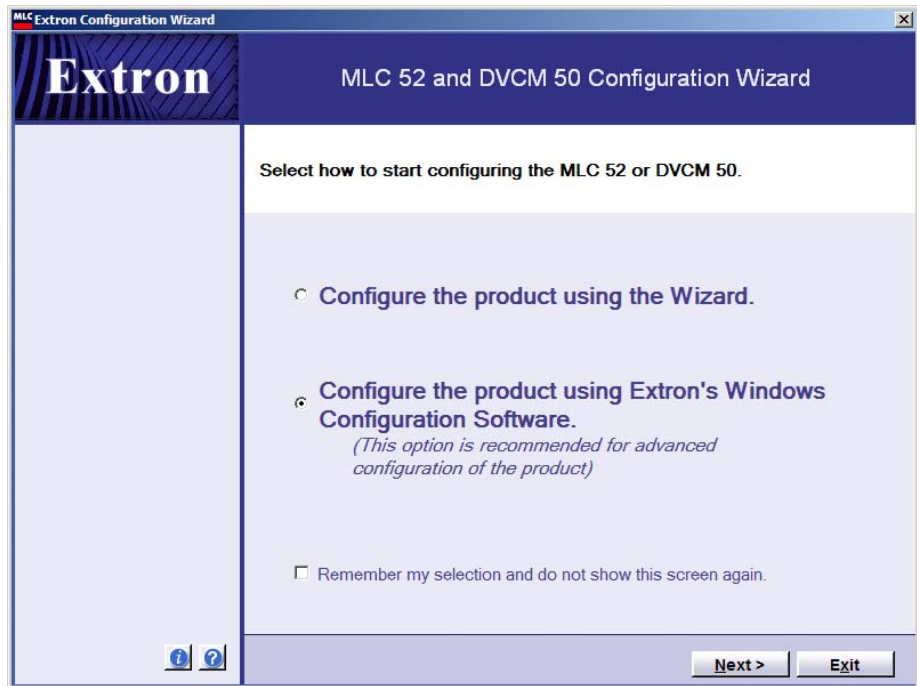 MLC Extron Configuration Wizard
Extron
MLC 52 and DVCM 50 Configuration Wizard
Select how to start configuring the MLC 52 or DVCM 50.
Configure the product using the Wizard.
Configure the product using Extron's Windows
Configuration Software.
(This option is recommended for advanced
configuration of the product)
Remember my selection and do not show this screen again.
i ?
Next > Exit